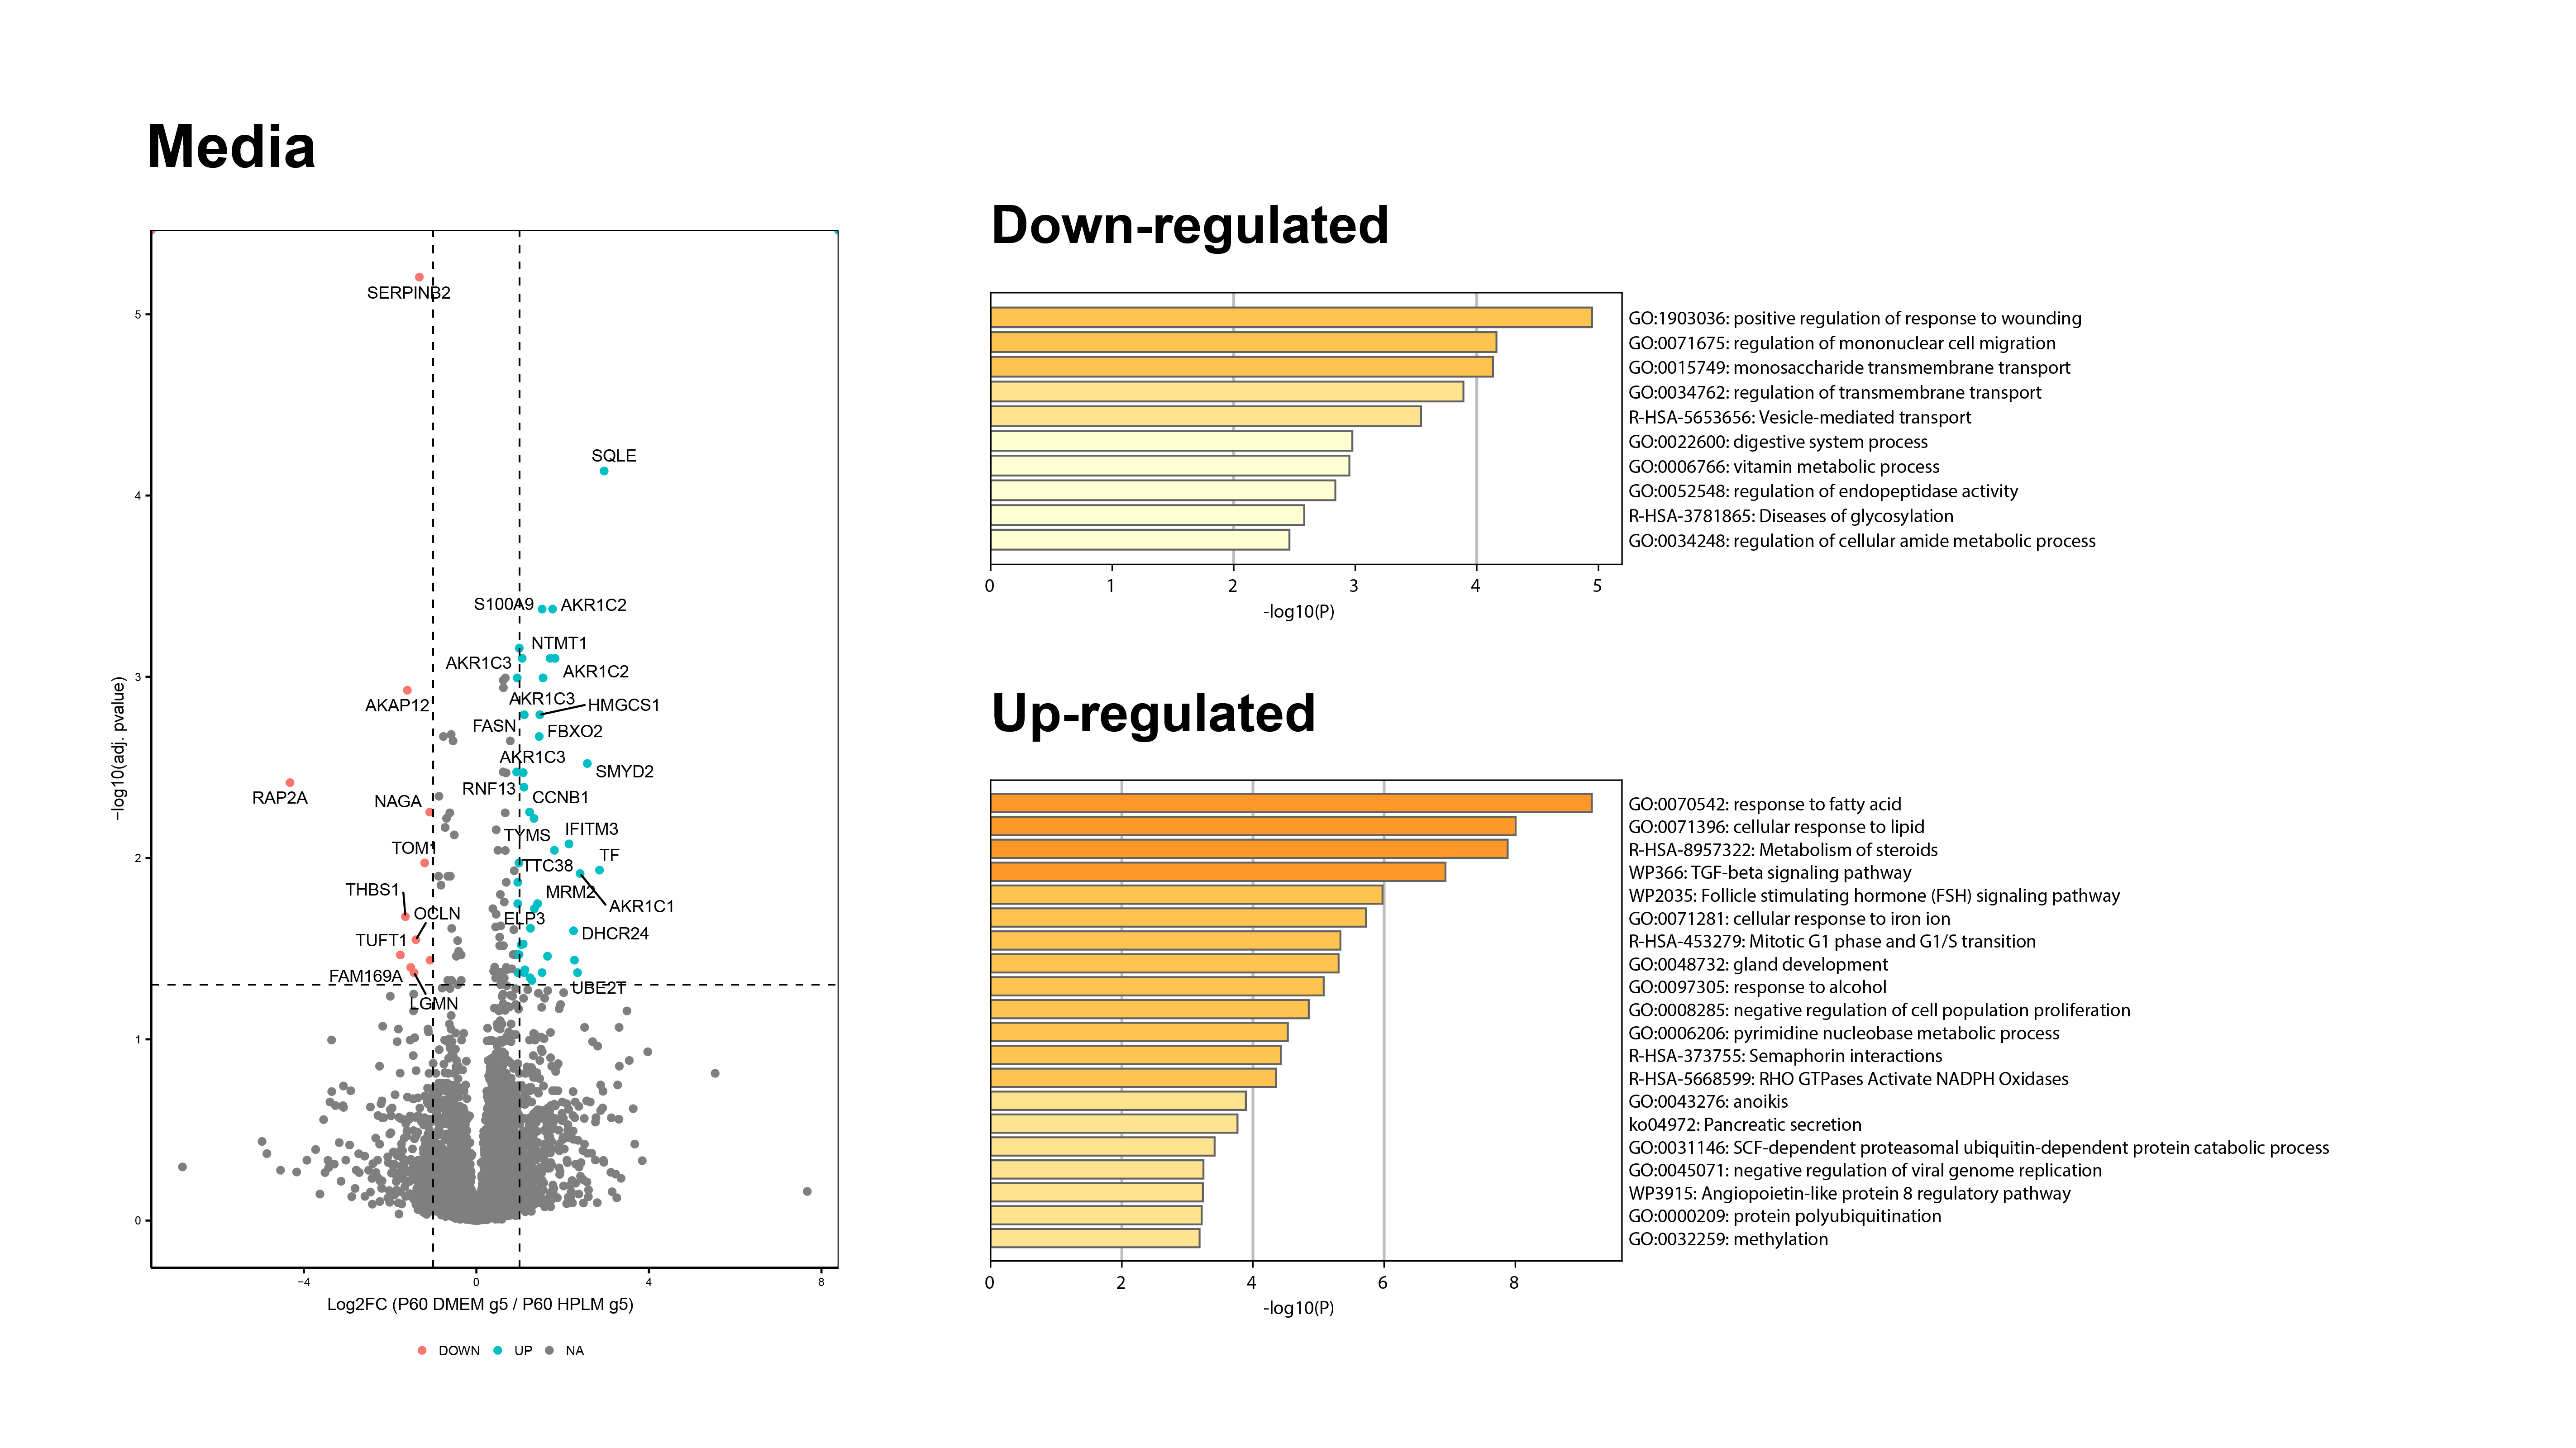 Media
−log10(adj. pvalue)
5
4
3
2
1
0
SERPINB2
SQLE
S100A9
AKR1C2
NTMT1
AKR1C3
AKR1C2
AKR1C3
HMGCS1
AKAP12
FASN
FBXO2
AKR1C3
SMYD2
RNF13
RAP2A
NAGA
CCNB1
TYMS
IFITM3
TOM1
TF
TTC38
THBS1
MRM2
AKR1C1
OCLN
ELP3
DHCR24
TUFT1
FAM169A
UBE2T
LGMN
−4
0
4
8
Log2FC (P60 DMEM g5 / P60 HPLM g5)
DOWN
UP
NA
Down-regulated
GO:1903036: positive regulation of response to wounding
GO:0071675: regulation of mononuclear cell migration
GO:0015749: monosaccharide transmembrane transport
GO:0034762: regulation of transmembrane transport
R-HSA-5653656: Vesicle-mediated transport
GO:0022600: digestive system process
GO:0006766: vitamin metabolic process
GO:0052548: regulation of endopeptidase activity
R-HSA-3781865: Diseases of glycosylation
GO:0034248: regulation of cellular amide metabolic process
0
1
2
3
4
5
-log10(P)
Up-regulated
GO:0070542: response to fatty acid
GO:0071396: cellular response to lipid
R-HSA-8957322: Metabolism of steroids
WP366: TGF-beta signaling pathway
WP2035: Follicle stimulating hormone (FSH) signaling pathway
GO:0071281: cellular response to iron ion
R-HSA-453279: Mitotic G1 phase and G1/S transition
GO:0048732: gland development
GO:0097305: response to alcohol
GO:0008285: negative regulation of cell population proliferation
GO:0006206: pyrimidine nucleobase metabolic process
R-HSA-373755: Semaphorin interactions
R-HSA-5668599: RHO GTPases Activate NADPH Oxidases
GO:0043276: anoikis
ko04972: Pancreatic secretion
GO:0031146: SCF-dependent proteasomal ubiquitin-dependent protein catabolic process
GO:0045071: negative regulation of viral genome replication
WP3915: Angiopoietin-like protein 8 regulatory pathway
GO:0000209: protein polyubiquitination
GO:0032259: methylation
0
2
4
6
8
-log10(P)